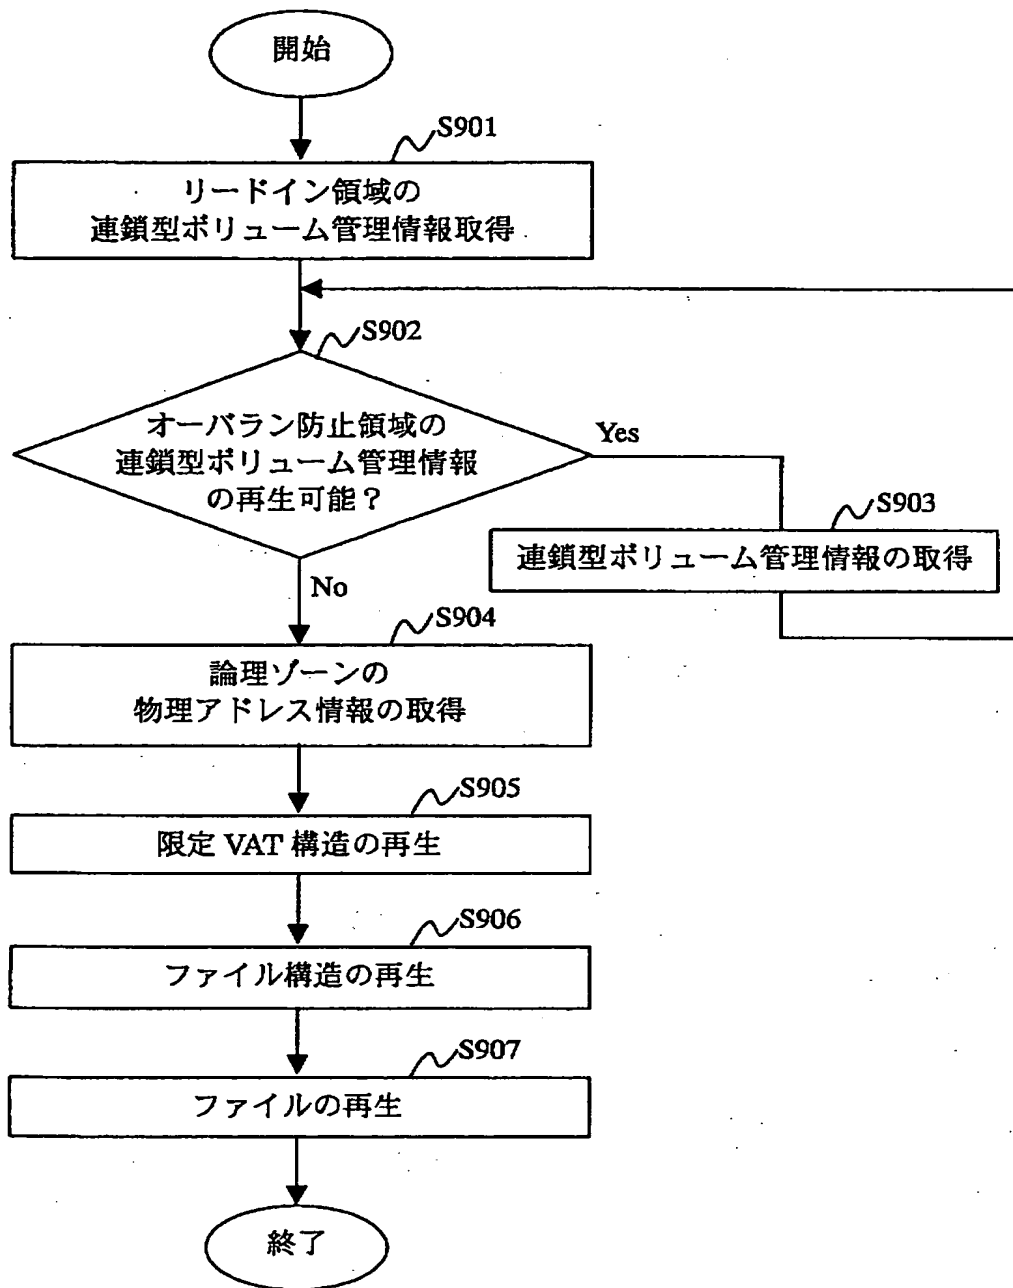 開始
S901
リードイン領域の
連鎖型ボリューム管理情報取得
S902
オーバラン防止領域の
連鎖型ボリューム管理情報
の再生可能？
Yes
S903
連鎖型ボリューム管理情報の取得
No
S904
論理ゾーンの
物理アドレス情報の取得
S905
限定 VAT 構造の再生
S906
ファイル構造の再生
S907
ファイルの再生
終了